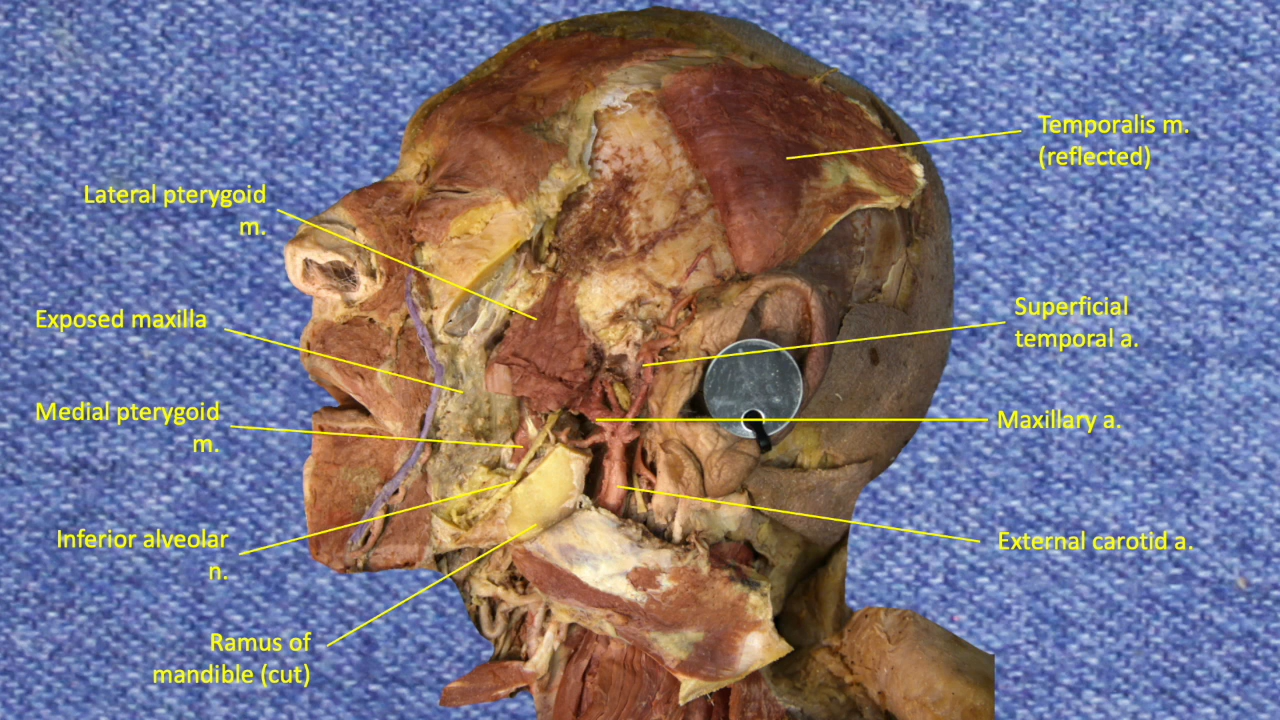 Temporalis m.
(reflected)
Lateral pterygoid
m.
Exposed maxilla
Superficial
temporal a.
Medial pterygoid
m.
Maxillary a.
Inferior alveolar
n.
External carotid a.
Ramus of
mandible (cut)